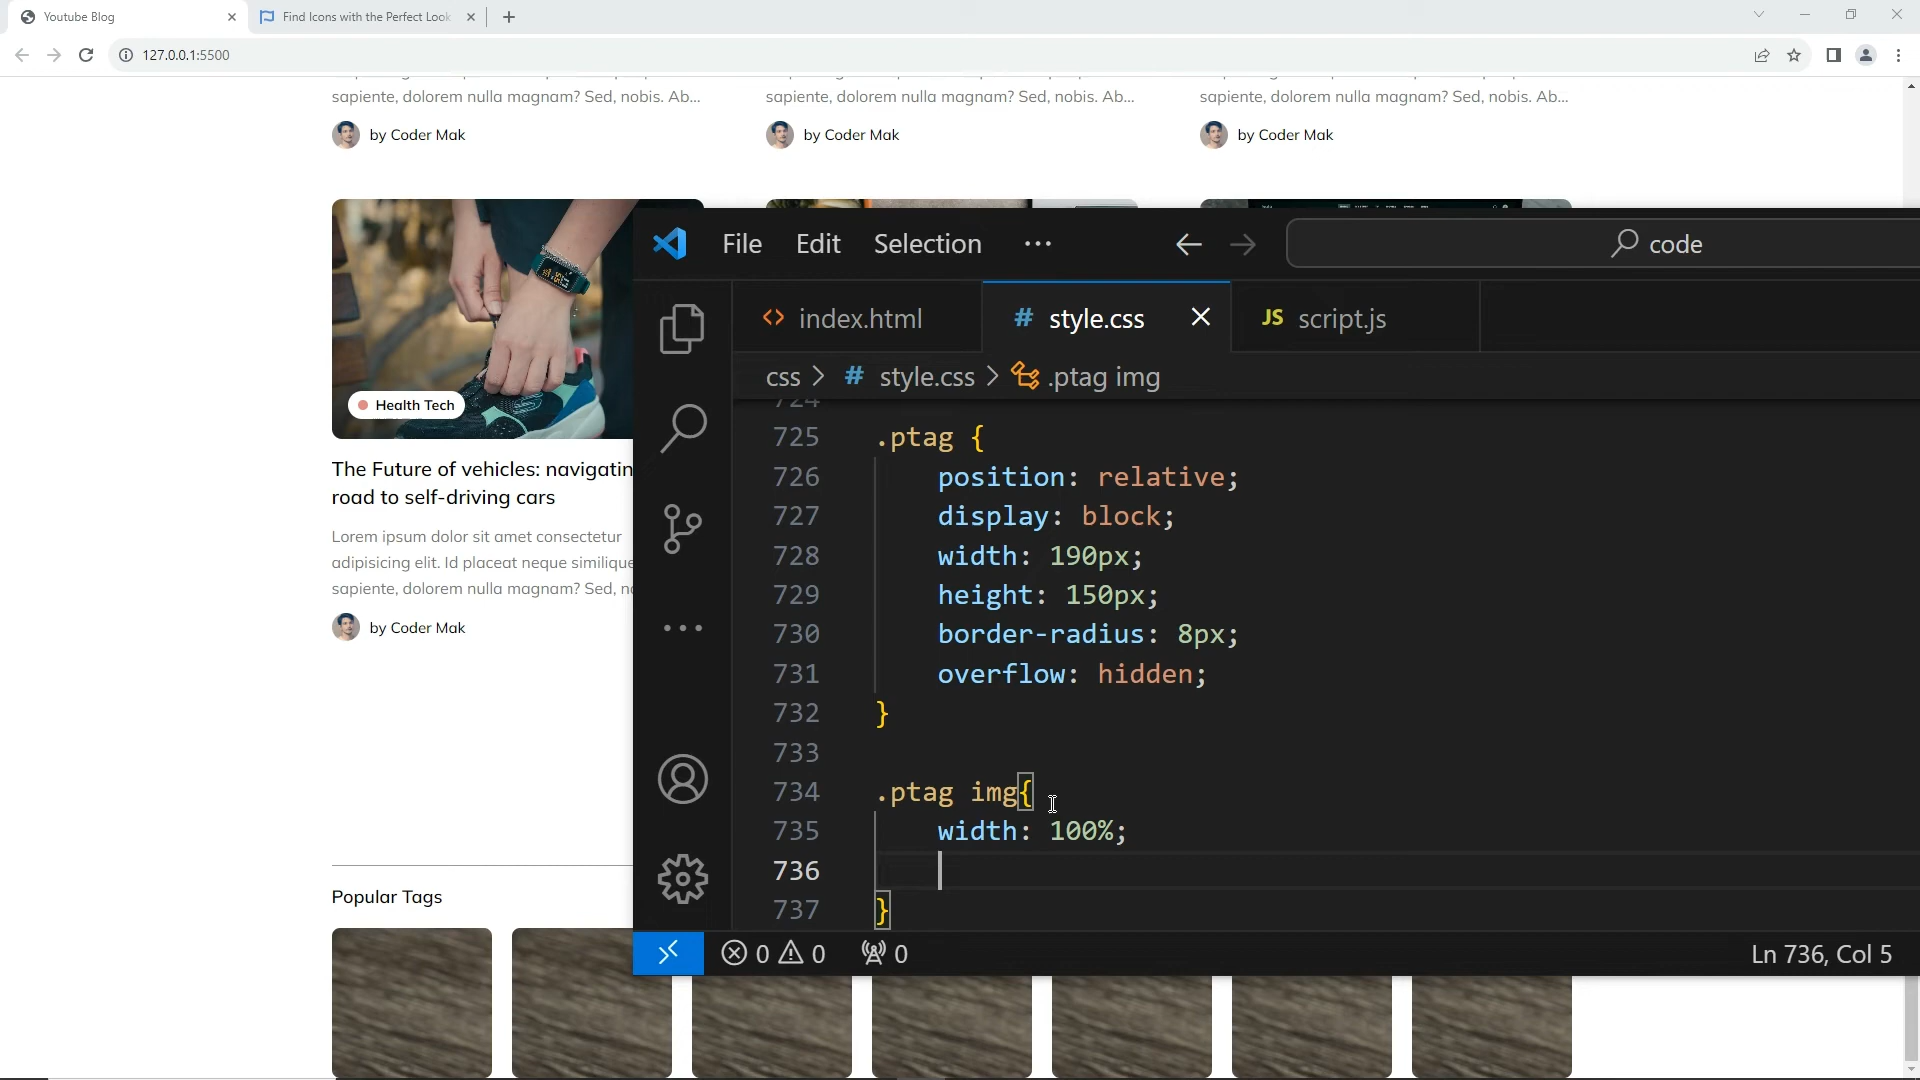 Youtube Blog
Find Icons with the Perfect Look
127.0.0.1:5500
sapiente, dolorem nulla magnam? Sed, nobis. Ab...
sapiente, dolorem nulla magnam? Sed, nobis. Ab...
sapiente, dolorem nulla magnam? Sed, nobis. Ab...
by Coder Mak
by Coder Mak
by Coder Mak
Health Tech
The Future of vehicles: navigatin
road to self-driving cars
Lorem ipsum dolor sit amet consectetur
adipisicing elit. Id placeat neque similique
sapiente, dolorem nulla magnam? Sed, no
by Coder Mak
Popular Tags
File Edit Selection ...
code
index.html
# style.css
JS script.js
css > # style.css > .ptag img
724
725 .ptag {
726 position: relative;
727 display: block;
728 width: 190px;
729 height: 150px;
730 border-radius: 8px;
731 overflow: hidden;
732 }
733
734 .ptag img{
735 width: 100%;
736
737 }
0 0 0
Ln 736, Col 5